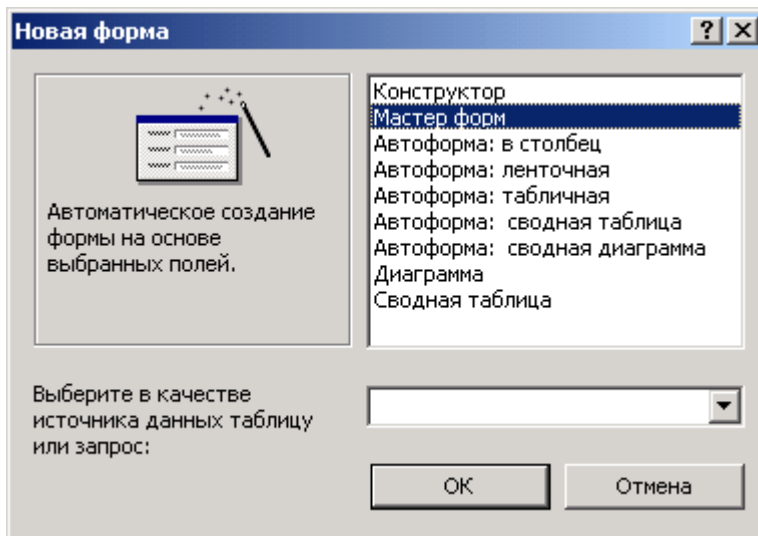 Новая форма
Конструктор
Мастер форм
Автоформа: в столбец
Автоформа: ленточная
Автоформа: табличная
Автоформа:  сводная таблица
Автоформа:  сводная диаграмма
Диаграмма
Сводная таблица
Автоматическое создание
формы на основе
выбранных полей.
Выберите в качестве
источника данных таблицу
или запрос:
ОК
Отмена